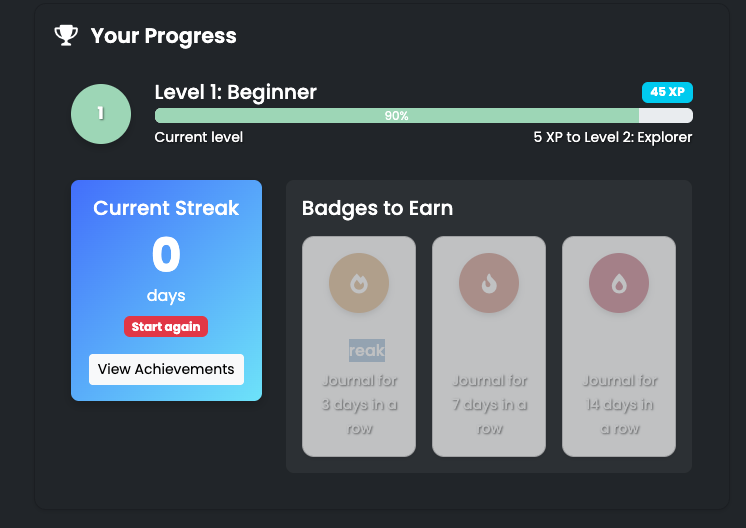 Your Progress
1
Level 1: Beginner
45 XP
90%
Current level
5 XP to Level 2: Explorer
Current Streak
0
days
Start again
View Achievements
Badges to Earn
reak
Journal for
3 days in a
row
Journal for
7 days in a
row
Journal for
14 days in
a row